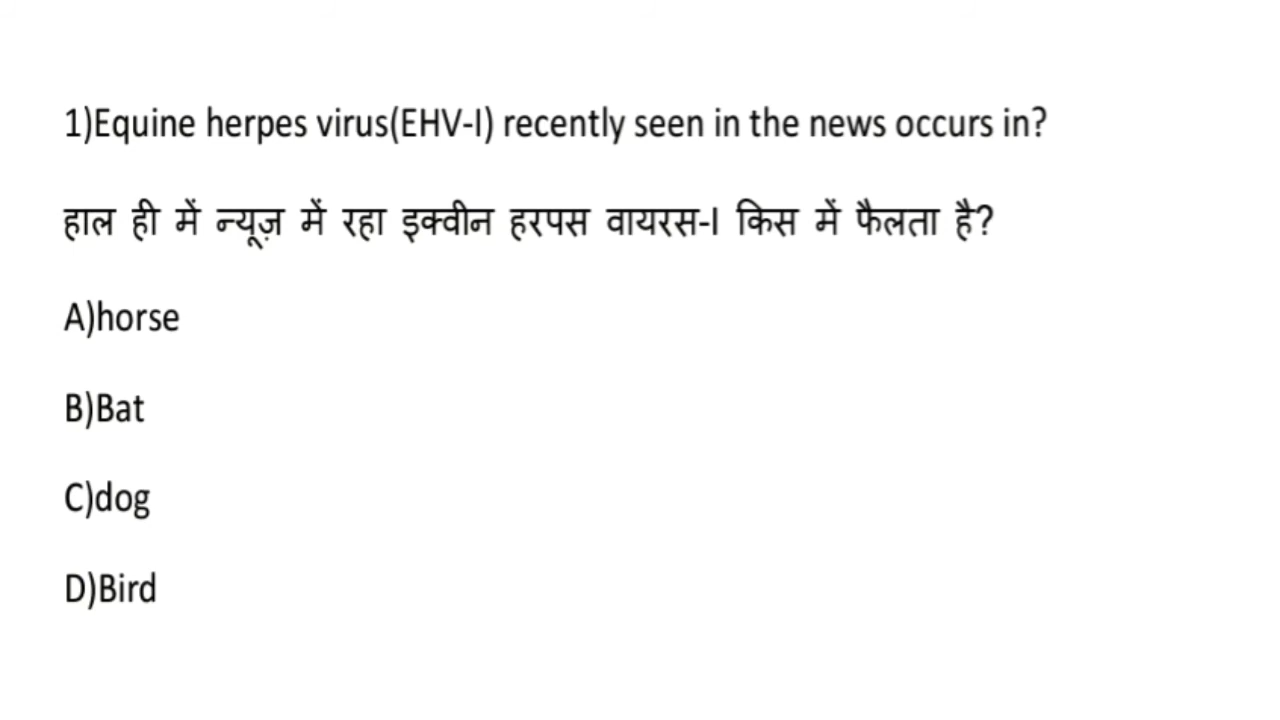 1)Equine herpes virus(EHV-I) recently seen in the news occurs in?
हाल ही में न्यूज़ में रहा इक्वीन हरपस वायरस-I किस में फैलता है?
A)horse
B)Bat
C)dog
D)Bird